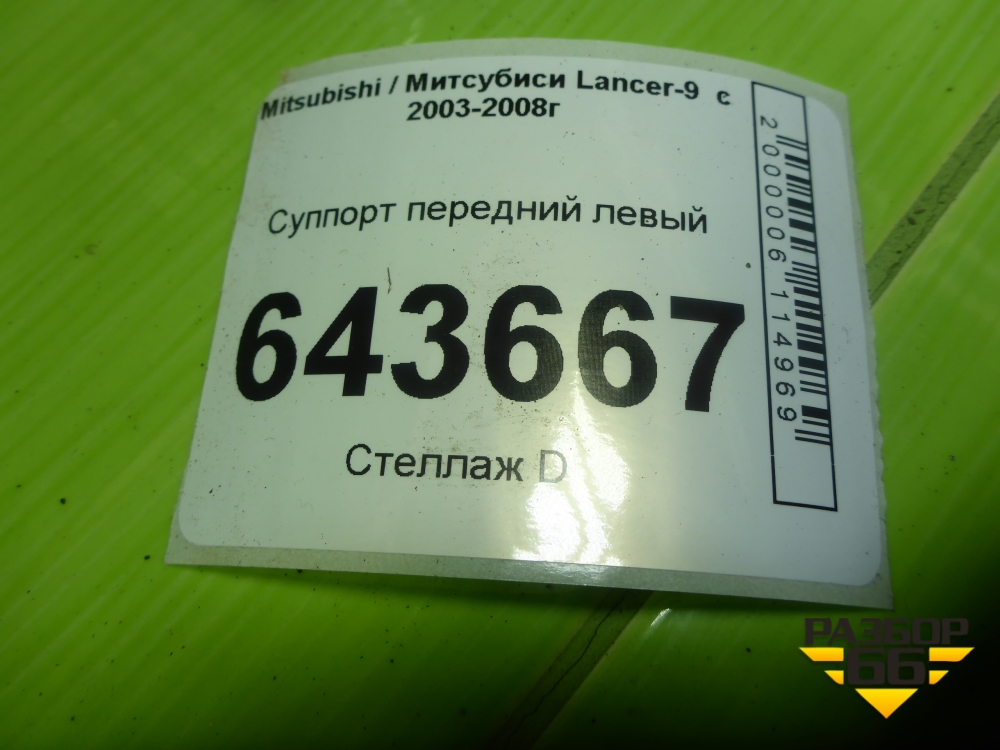 Mitsubishi / Митсубиси Lancer-9 с
2003-2008г
Суппорт передний левый
643667
Стеллаж D
2000006114969
РАЗБОР
66